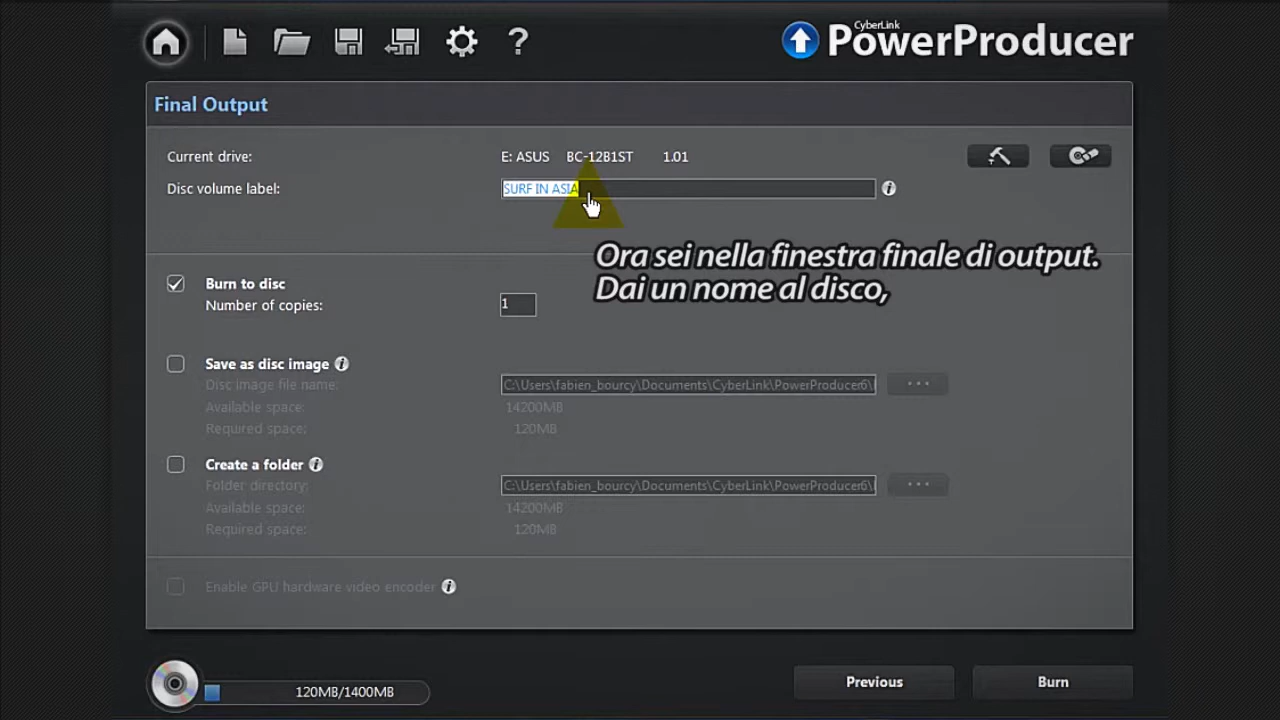 CyberLink
PowerProducer
Final Output
Current drive: E: ASUS BC-12B1ST 1.01
Disc volume label: SURF IN ASIA
Ora sei nella finestra finale di output.
Dai un nome al disco,
Burn to disc
Number of copies: 1
Save as disc image
Disc image file name: C:\Users\fabien_bourcy\Documents\CyberLink\PowerProducer6\
Available space: 14200MB
Required space: 120MB
Create a folder
Folder directory: C:\Users\fabien_bourcy\Documents\CyberLink\PowerProducer6\
Available space: 14200MB
Required space: 120MB
Enable GPU hardware video encoder
120MB/1400MB
Previous
Burn